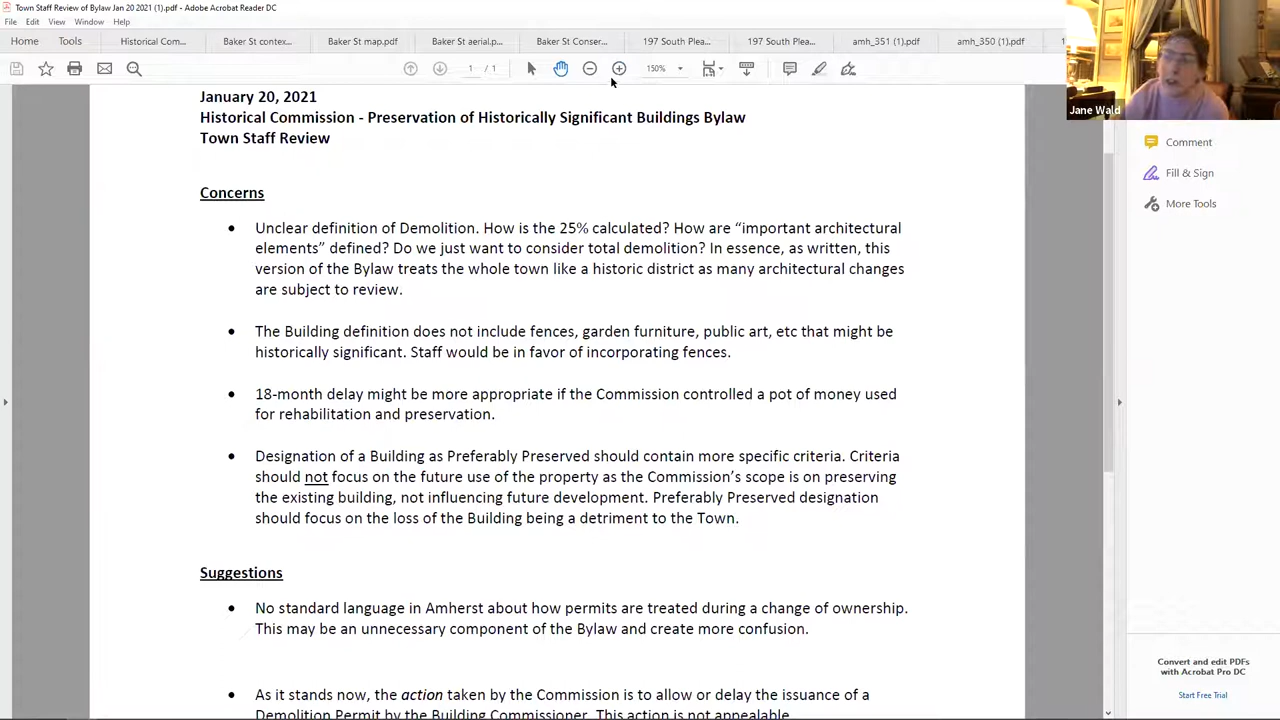 Town Staff Review of Bylaw Jan 20 2021 (1).pdf - Adobe Acrobat Reader DC
File Edit View Window Help
Home Tools Historical Com... Baker St contex... Baker St map.pdf Baker St aerial.p... Baker St Conser... 197 South Plea... 197 South Plea... amh_351 (1).pdf amh_350 (1).pdf
1 / 1 150%
Jane Wald
January 20, 2021
Historical Commission - Preservation of Historically Significant Buildings Bylaw
Town Staff Review
Concerns
• Unclear definition of Demolition. How is the 25% calculated? How are “important architectural
elements” defined? Do we just want to consider total demolition? In essence, as written, this
version of the Bylaw treats the whole town like a historic district as many architectural changes
are subject to review.
• The Building definition does not include fences, garden furniture, public art, etc that might be
historically significant. Staff would be in favor of incorporating fences.
• 18-month delay might be more appropriate if the Commission controlled a pot of money used
for rehabilitation and preservation.
• Designation of a Building as Preferably Preserved should contain more specific criteria. Criteria
should not focus on the future use of the property as the Commission’s scope is on preserving
the existing building, not influencing future development. Preferably Preserved designation
should focus on the loss of the Building being a detriment to the Town.
Suggestions
• No standard language in Amherst about how permits are treated during a change of ownership.
This may be an unnecessary component of the Bylaw and create more confusion.
• As it stands now, the action taken by the Commission is to allow or delay the issuance of a
Demolition Permit by the Building Commissioner. This action is not appealable.
Comment
Fill & Sign
More Tools
Convert and edit PDFs
with Acrobat Pro DC
Start Free Trial